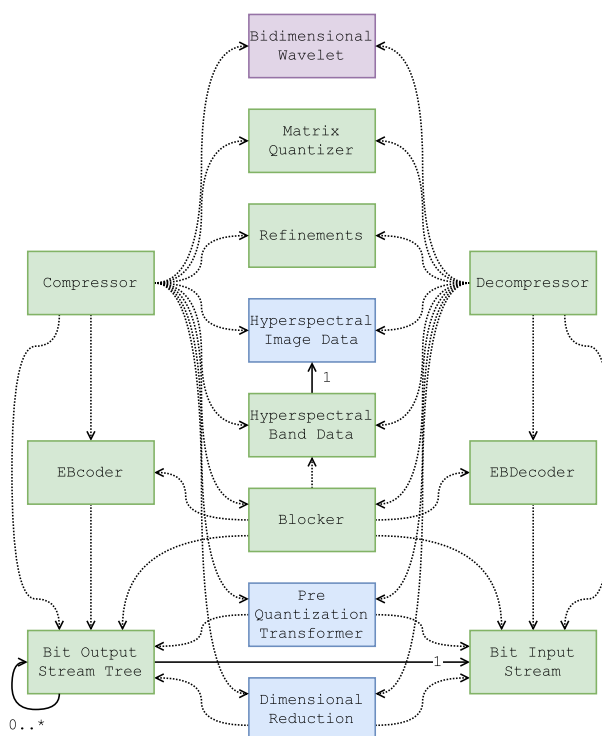 Bidimensional
Wavelet
Matrix
Quantizer
Refinements
Compressor
Decompressor
Hyperspectral
Image Data
1
Hyperspectral
Band Data
EBcoder
EBDecoder
Blocker
Pre
Quantization
Transformer
Bit Output
Stream Tree
1
Bit Input
Stream
Dimensional
Reduction
0..*